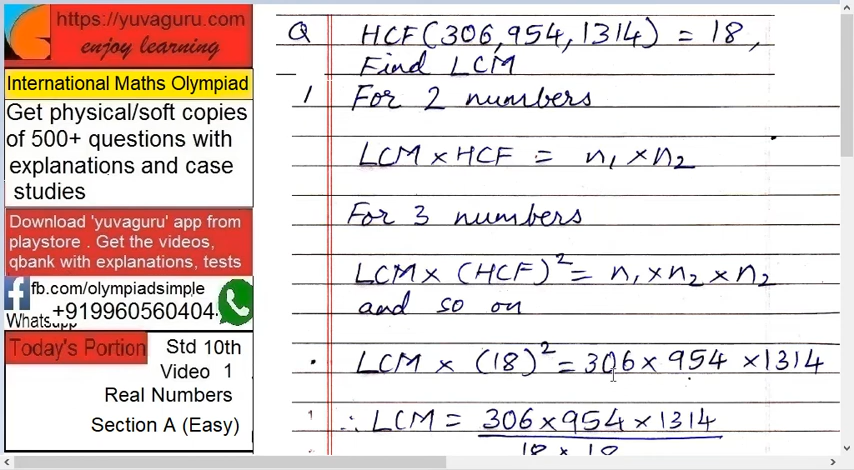 https://yuvaguru.com
enjoy learning
International Maths Olympiad
Get physical/soft copies
of 500+ questions with
explanations and case
studies
Download 'yuvaguru' app from
playstore . Get the videos,
qbank with explanations, tests
fb.com/olympiadsimple
Whatsapp
+919960560404
Today's Portion
Std 10th
Video 1
Real Numbers
Section A (Easy)
Q HCF(306,954,1314) = 18,
Find LCM
1 For 2 numbers
LCM × HCF = n₁ × n₂
For 3 numbers
LCM × (HCF)² = n₁ × n₂ × n₂
and so on
LCM × (18)² = 306 × 954 × 1314
∴ LCM = 306 × 954 × 1314
18 × 18